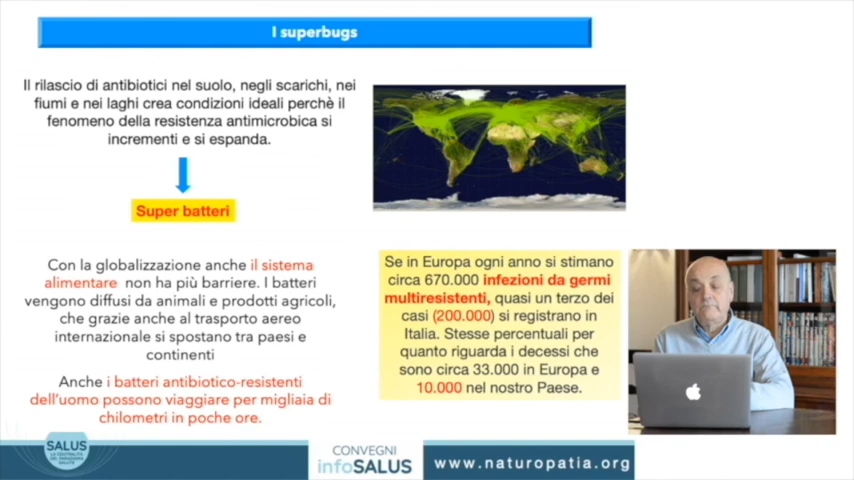 I superbugs
Il rilascio di antibiotici nel suolo, negli scarichi, nei
fiumi e nei laghi crea condizioni ideali perchè il
fenomeno della resistenza antimicrobica si
incrementi e si espanda.
Super batteri
Con la globalizzazione anche il sistema
alimentare non ha più barriere. I batteri
vengono diffusi da animali e prodotti agricoli,
che grazie anche al trasporto aereo
internazionale si spostano tra paesi e
continenti
Anche i batteri antibiotico-resistenti
dell'uomo possono viaggiare per migliaia di
chilometri in poche ore.
Se in Europa ogni anno si stimano
circa 670.000 infezioni da germi
multiresistenti, quasi un terzo dei
casi (200.000) si registrano in
Italia. Stesse percentuali per
quanto riguarda i decessi che
sono circa 33.000 in Europa e
10.000 nel nostro Paese.
SALUS
LA CENTRALITÀ
DEL PARADIGMA
SALUTE
CONVEGNI
infoSALUS
www.naturopatia.org